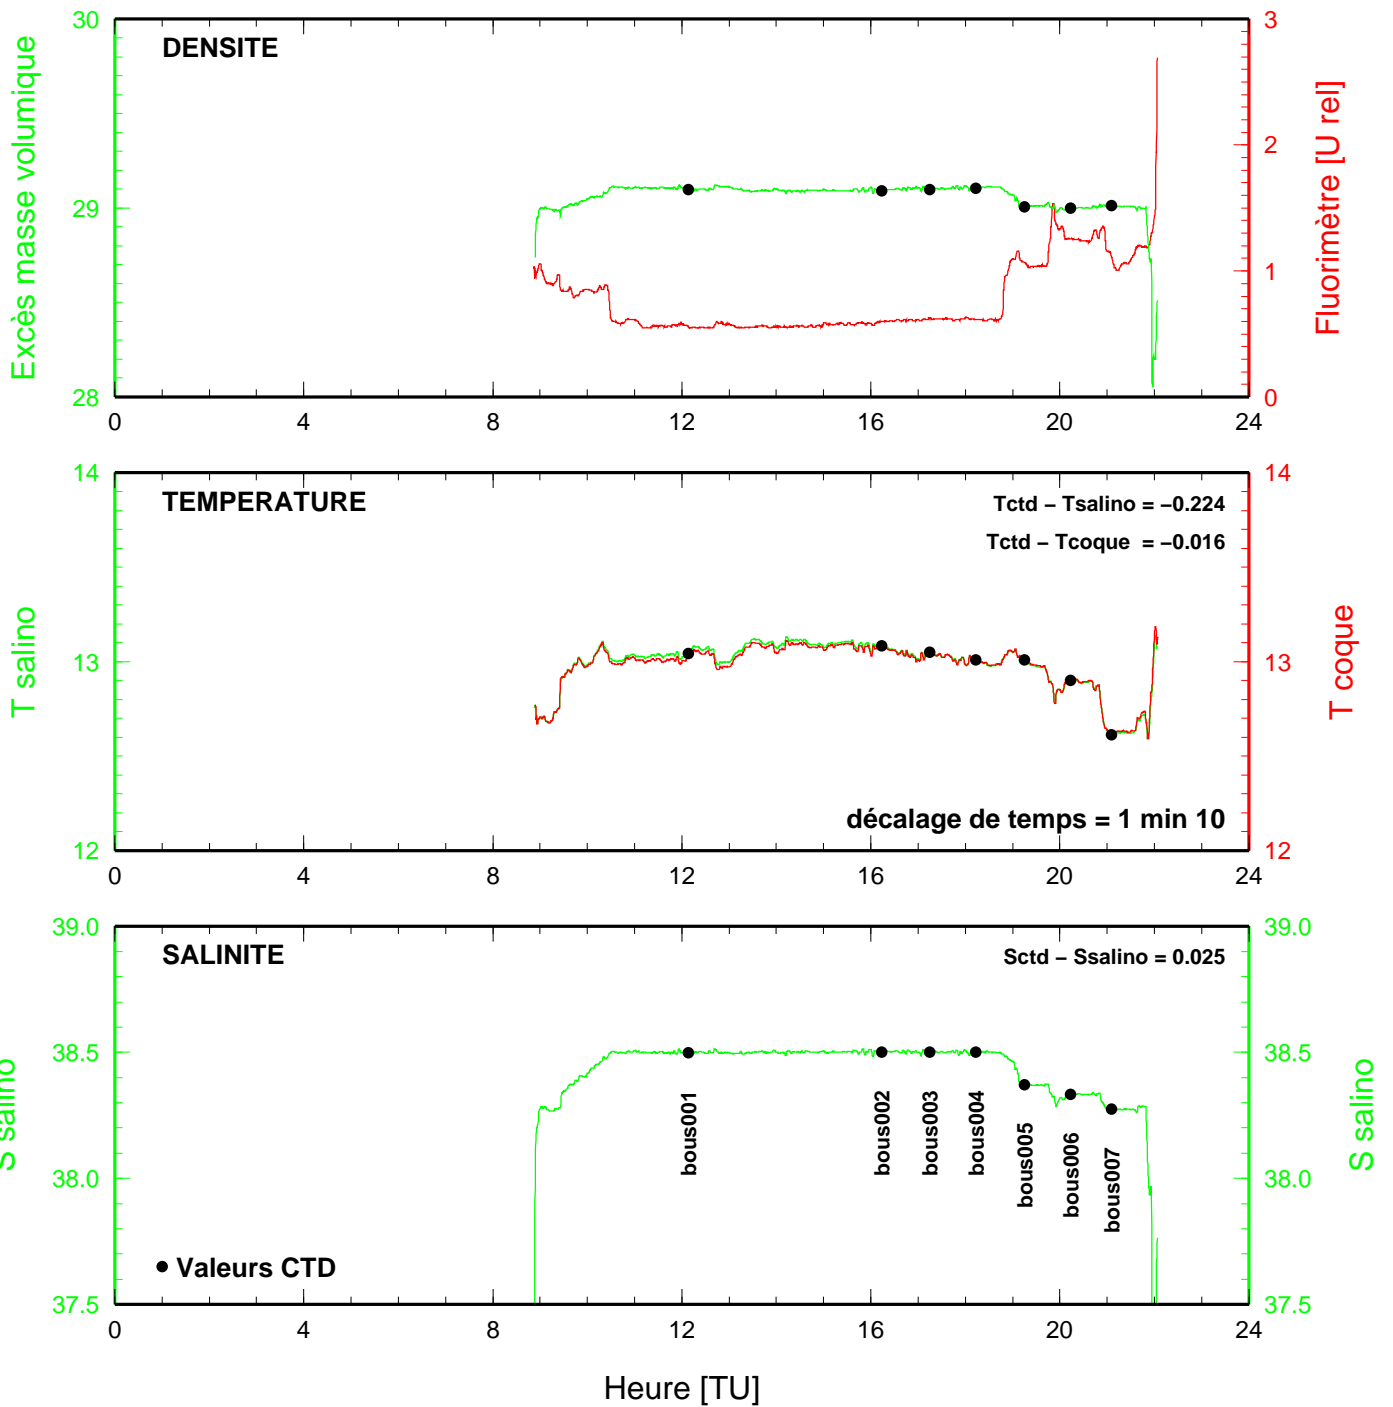 DENSITE
Excès masse volumique
30
29
28
Fluorimètre [U rel]
3
2
1
0
0 4 8 12 16 20 24
TEMPERATURE
Tctd − Tsalino = −0.224
Tctd − Tcoque = −0.016
décalage de temps = 1 min 10
T salino
14
13
12
T coque
14
13
12
0 4 8 12 16 20 24
SALINITE
Sctd − Ssalino = 0.025
S salino
39.0
38.5
38.0
37.5
S salino
39.0
38.5
38.0
37.5
bous001
bous002
bous003
bous004
bous005
bous006
bous007
Valeurs CTD
0 4 8 12 16 20 24
Heure [TU]